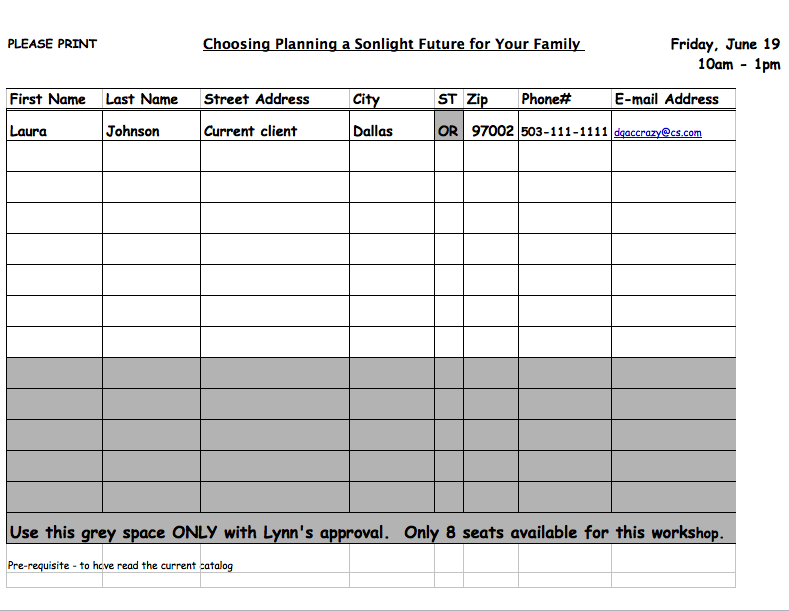 PLEASE PRINT Choosing Planning a Sonlight Future for Your Family Friday, June 19
10am - 1pm
First Name Last Name Street Address City ST Zip Phone# E-mail Address
Laura Johnson Current client Dallas OR 97002 503-111-1111 dgaccrazy@cs.com
Use this grey space ONLY with Lynn's approval. Only 8 seats available for this workshop.
Pre-requisite - to have read the current catalog